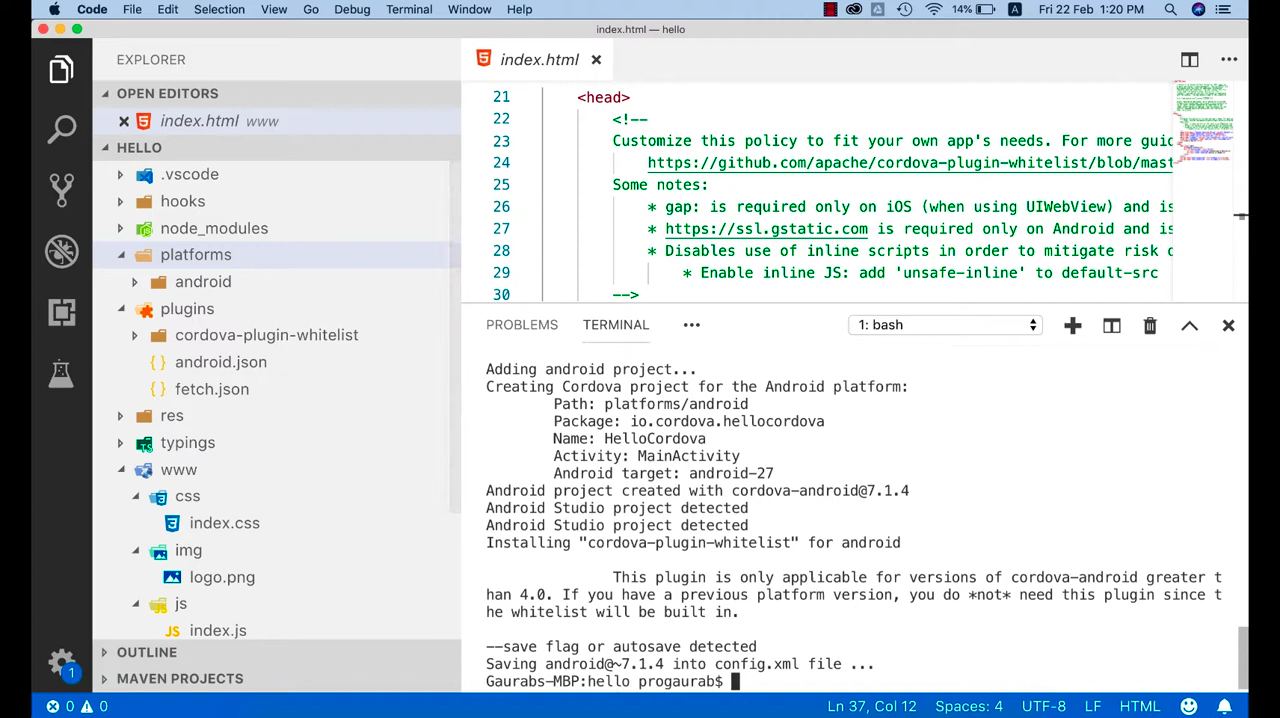 Code File Edit Selection View Go Debug Terminal Window Help 14% A Fri 22 Feb 1:20 PM
index.html — hello
EXPLORER
OPEN EDITORS
index.html www
HELLO
.vscode
hooks
node_modules
platforms
android
plugins
cordova-plugin-whitelist
{} android.json
{} fetch.json
res
typings
www
css
index.css
img
logo.png
js
JS index.js
OUTLINE
MAVEN PROJECTS
1
index.html
21 <head>
22 <!--
23 Customize this policy to fit your own app's needs. For more guid
24 https://github.com/apache/cordova-plugin-whitelist/blob/mast
25 Some notes:
26 * gap: is required only on iOS (when using UIWebView) and is
27 * https://ssl.gstatic.com is required only on Android and is
28 * Disables use of inline scripts in order to mitigate risk o
29 * Enable inline JS: add 'unsafe-inline' to default-src
30 -->
PROBLEMS TERMINAL ••• 1: bash
Adding android project...
Creating Cordova project for the Android platform:
Path: platforms/android
Package: io.cordova.hellocordova
Name: HelloCordova
Activity: MainActivity
Android target: android-27
Android project created with cordova-android@7.1.4
Android Studio project detected
Android Studio project detected
Installing "cordova-plugin-whitelist" for android
This plugin is only applicable for versions of cordova-android greater t
han 4.0. If you have a previous platform version, you do *not* need this plugin since t
he whitelist will be built in.
--save flag or autosave detected
Saving android@~7.1.4 into config.xml file ...
Gaurabs-MBP:hello progaurab$
0 0 Ln 37, Col 12 Spaces: 4 UTF-8 LF HTML